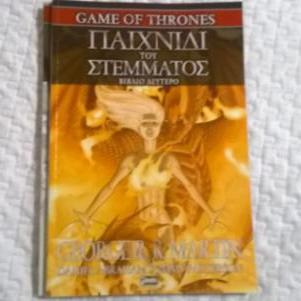 GAME OF THRONES
ΠΑΙΧΝΙΔΙ
ΤΟΥ
ΣΤΕΜΜΑΤΟΣ
ΒΙΒΛΙΟ ΔΕΥΤΕΡΟ
GEORGE R.R. MARTIN